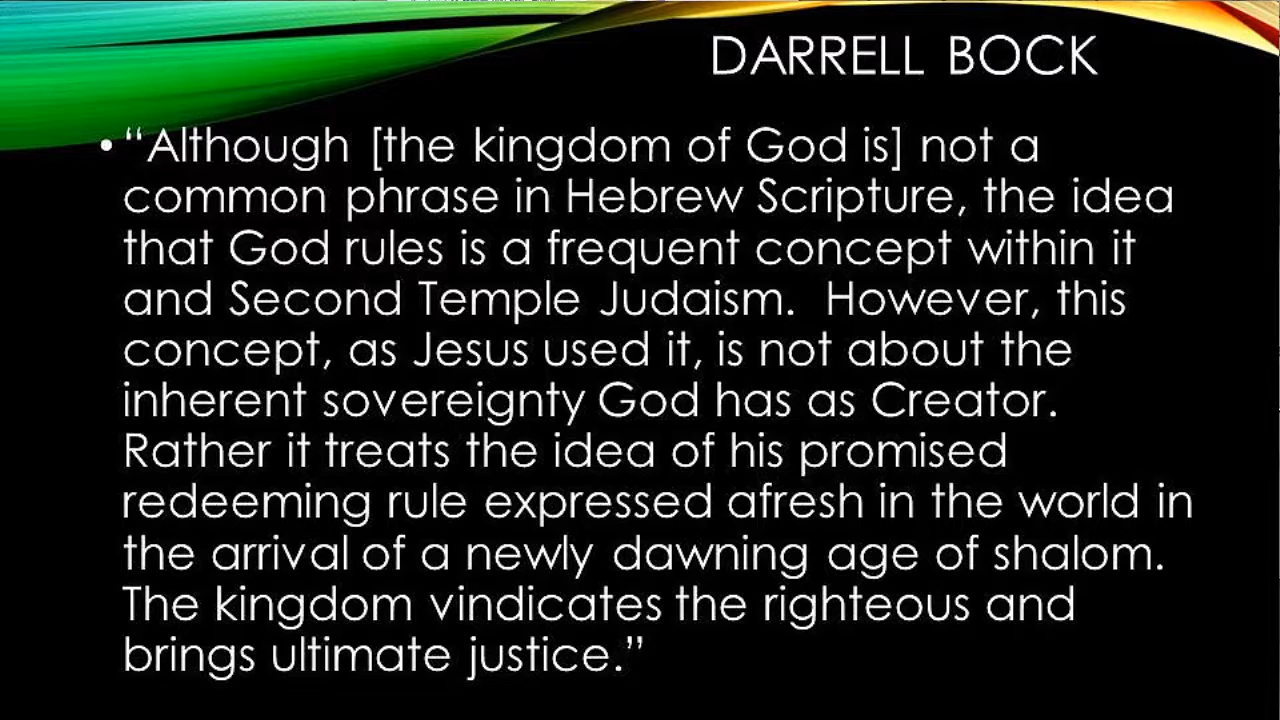 DARRELL BOCK
• “Although [the kingdom of God is] not a
common phrase in Hebrew Scripture, the idea
that God rules is a frequent concept within it
and Second Temple Judaism.  However, this
concept, as Jesus used it, is not about the
inherent sovereignty God has as Creator.
Rather it treats the idea of his promised
redeeming rule expressed afresh in the world in
the arrival of a newly dawning age of shalom.
The kingdom vindicates the righteous and
brings ultimate justice.”